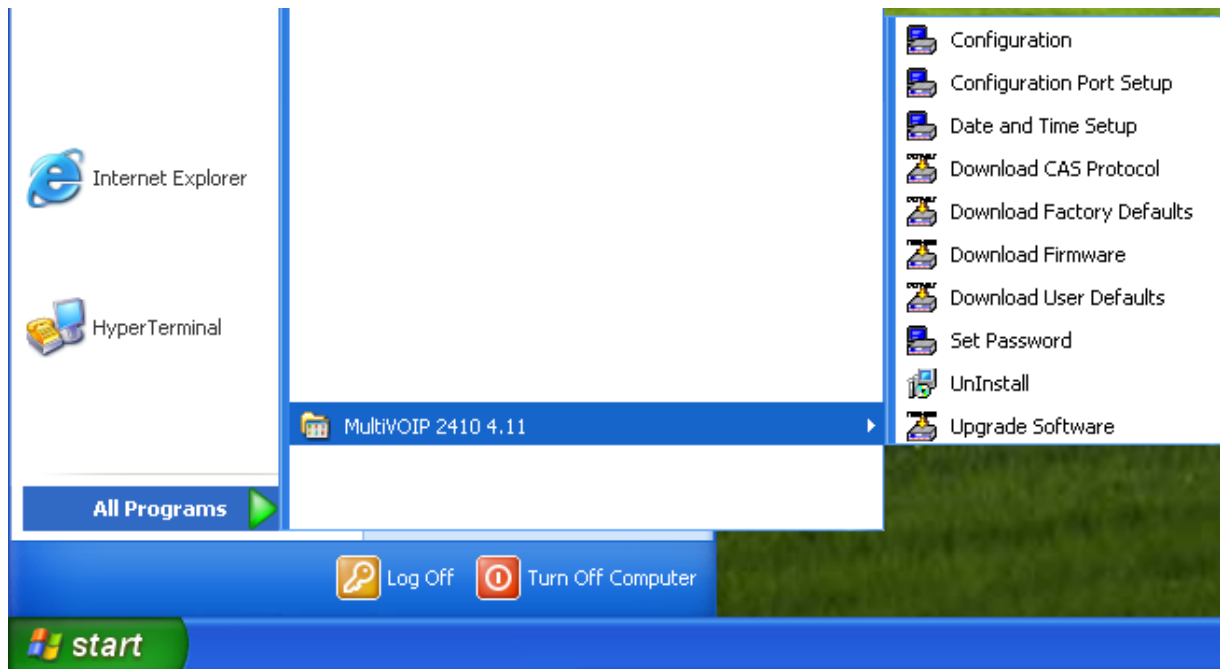 Internet Explorer
HyperTerminal
All Programs
MultiVOIP 2410 4.11
Configuration
Configuration Port Setup
Date and Time Setup
Download CAS Protocol
Download Factory Defaults
Download Firmware
Download User Defaults
Set Password
UnInstall
Upgrade Software
Log Off
Turn Off Computer
start